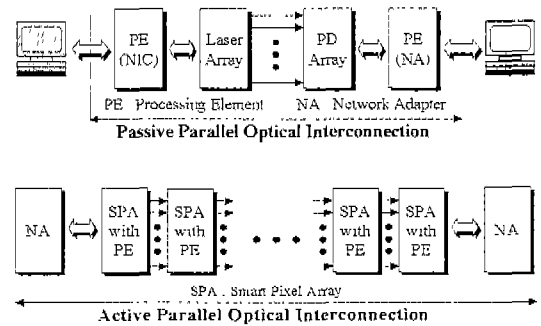 PE (NIC)
Laser Array
PD Array
PE (NA)
PE Processing Element NA Network Adapter
Passive Parallel Optical Interconnection
NA
SPA with PE
SPA with PE
SPA with PE
SPA with PE
NA
SPA . Smart Pixel Array
Active Parallel Optical Interconnection